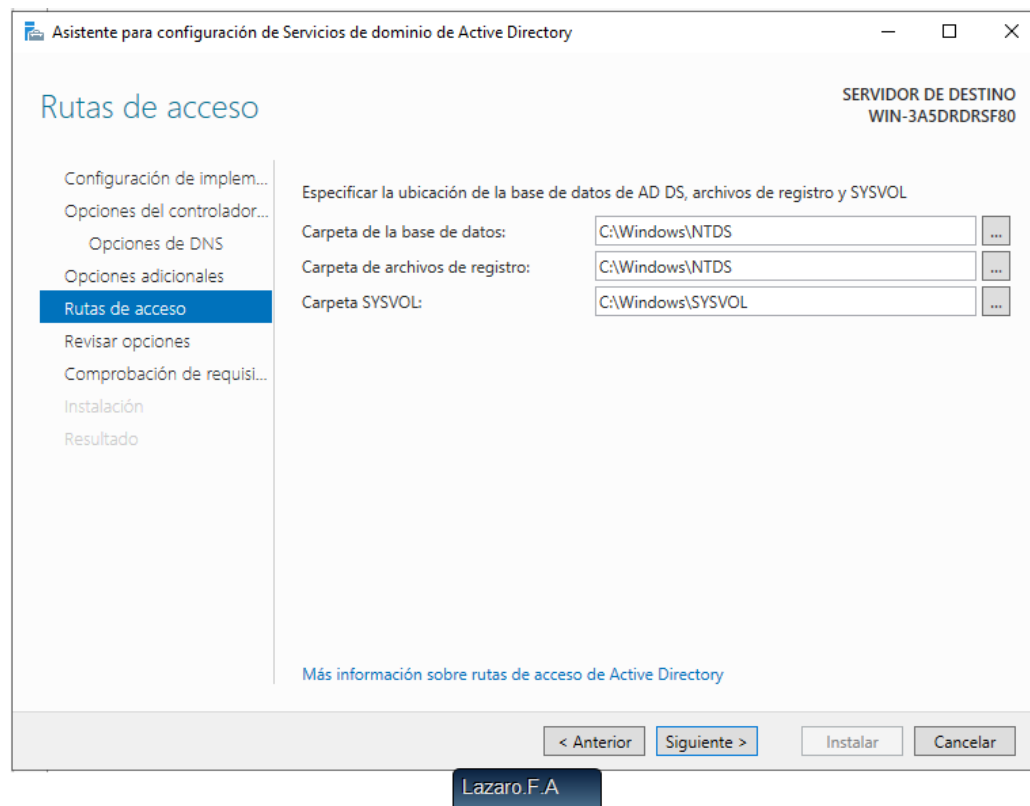 Asistente para configuración de Servicios de dominio de Active Directory
Rutas de acceso
SERVIDOR DE DESTINO
WIN-3A5DRDRSF80
Configuración de implem...
Opciones del controlador...
Opciones de DNS
Opciones adicionales
Rutas de acceso
Revisar opciones
Comprobación de requisi...
Instalación
Resultado
Especificar la ubicación de la base de datos de AD DS, archivos de registro y SYSVOL
Carpeta de la base de datos: C:\Windows\NTDS ...
Carpeta de archivos de registro: C:\Windows\NTDS ...
Carpeta SYSVOL: C:\Windows\SYSVOL ...
Más información sobre rutas de acceso de Active Directory
< Anterior Siguiente > Instalar Cancelar
Lazaro.F.A